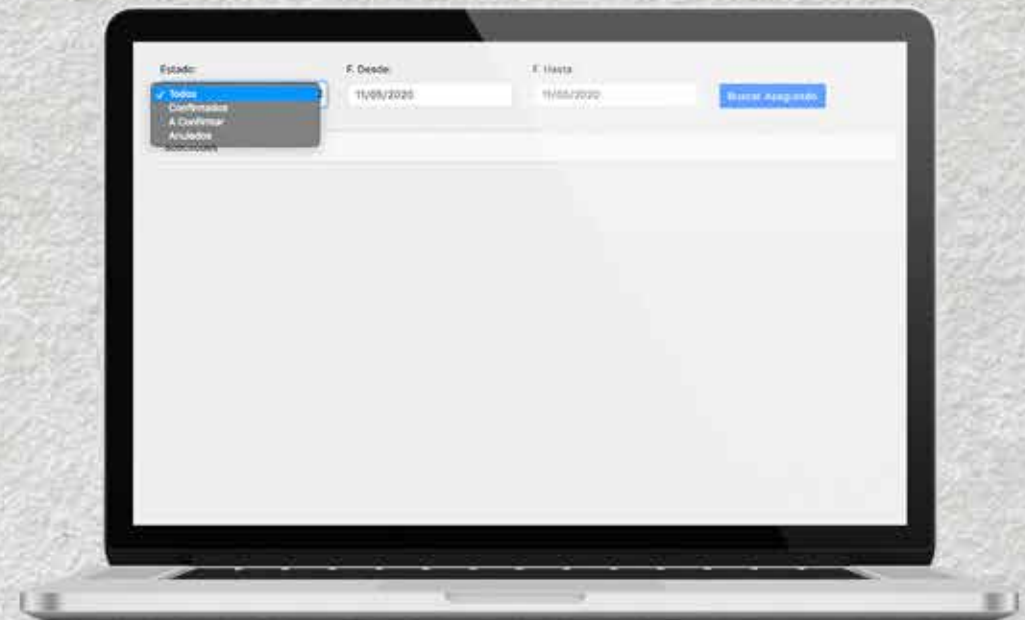 Estado:
F. Desde:
F. Hasta
Todos
11/05/2020
11/05/2020
Buscar Asegurado
Confirmados
A Confirmar
Anulados